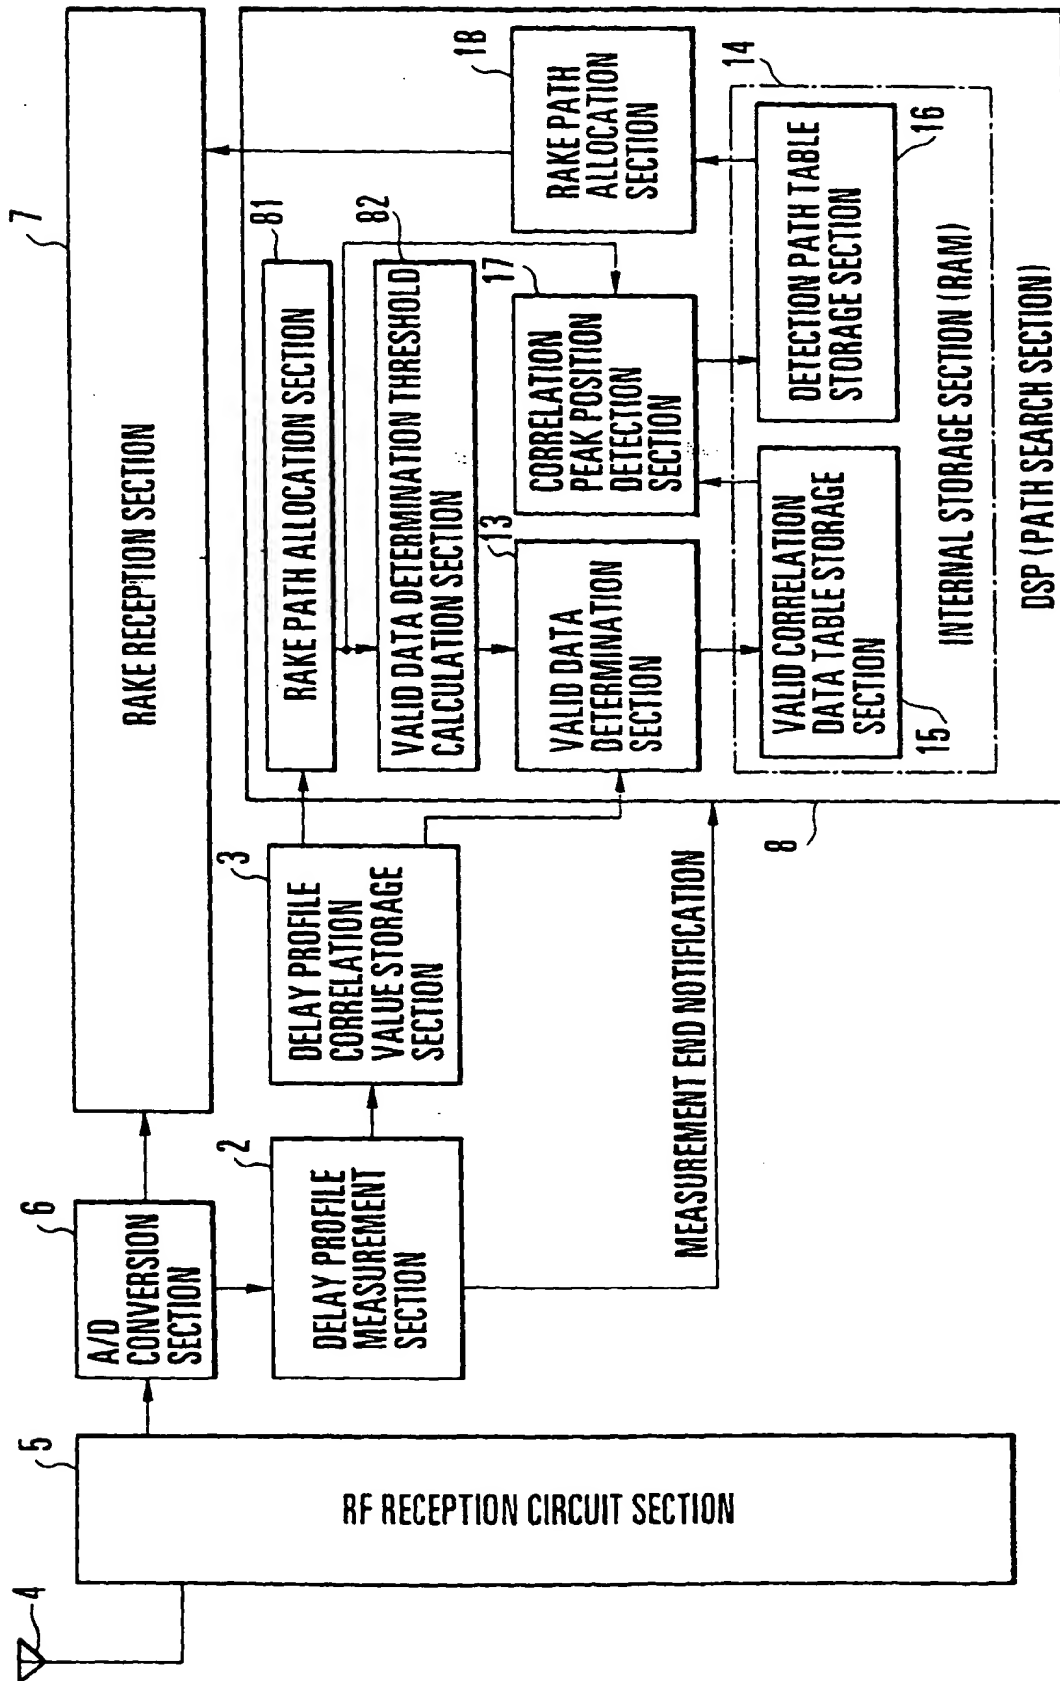 4
5
RF RECEPTION CIRCUIT SECTION
6
A/D
CONVERSION
SECTION
7
RAKE RECEPTION SECTION
2
DELAY PROFILE
MEASUREMENT
SECTION
3
DELAY PROFILE
CORRELATION
VALUE STORAGE
SECTION
MEASUREMENT END NOTIFICATION
8
81
RAKE PATH ALLOCATION SECTION
82
VALID DATA DETERMINATION THRESHOLD
CALCULATION SECTION
13
VALID DATA
DETERMINATION
SECTION
17
CORRELATION
PEAK POSITION
DETECTION
SECTION
18
RAKE PATH
ALLOCATION
SECTION
14
15
VALID CORRELATION
DATA TABLE STORAGE
SECTION
16
DETECTION PATH TABLE
STORAGE SECTION
INTERNAL STORAGE SECTION (RAM)
DSP (PATH SEARCH SECTION)